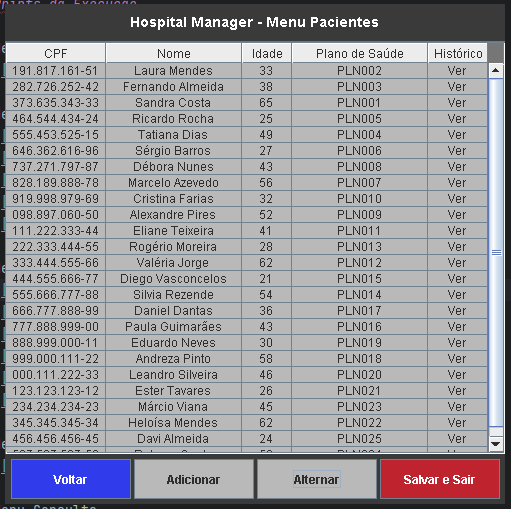 Hospital Manager - Menu Pacientes
CPF Nome Idade Plano de Saúde Histórico
191.817.161-51 Laura Mendes 33 PLN002 Ver
282.726.252-42 Fernando Almeida 38 PLN003 Ver
373.635.343-33 Sandra Costa 65 PLN001 Ver
464.544.434-24 Ricardo Rocha 25 PLN005 Ver
555.453.525-15 Tatiana Dias 49 PLN004 Ver
646.362.616-96 Sérgio Barros 27 PLN006 Ver
737.271.797-87 Débora Nunes 43 PLN008 Ver
828.189.888-78 Marcelo Azevedo 56 PLN007 Ver
919.998.979-69 Cristina Farias 32 PLN010 Ver
098.897.060-50 Alexandre Pires 52 PLN009 Ver
111.222.333-44 Eliane Teixeira 41 PLN011 Ver
222.333.444-55 Rogério Moreira 28 PLN013 Ver
333.444.555-66 Valéria Jorge 62 PLN012 Ver
444.555.666-77 Diego Vasconcelos 21 PLN015 Ver
555.666.777-88 Silvia Rezende 54 PLN014 Ver
666.777.888-99 Daniel Dantas 36 PLN017 Ver
777.888.999-00 Paula Guimarães 43 PLN016 Ver
888.999.000-11 Eduardo Neves 30 PLN019 Ver
999.000.111-22 Andreza Pinto 58 PLN018 Ver
000.111.222-33 Leandro Silveira 46 PLN020 Ver
123.123.123-12 Ester Tavares 26 PLN021 Ver
234.234.234-23 Márcio Viana 45 PLN023 Ver
345.345.345-34 Heloísa Mendes 62 PLN022 Ver
456.456.456-45 Davi Almeida 24 PLN025 Ver
Voltar Adicionar Alternar Salvar e Sair